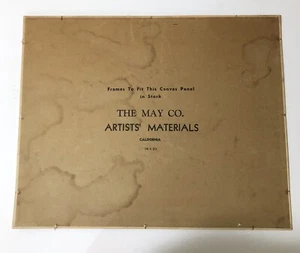 Frames To Fit This Canvas Panel
in Stock
THE MAY CO.
ARTISTS' MATERIALS
CALIFORNIA